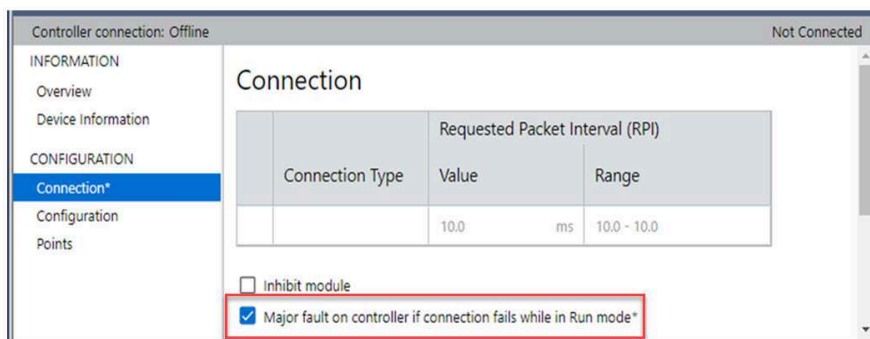 Controller connection: Offline Not Connected
INFORMATION
Overview
Device Information
CONFIGURATION
Connection*
Configuration
Points
Connection
Requested Packet Interval (RPI)
Connection Type Value Range
10.0 ms 10.0 - 10.0
Inhibit module
Major fault on controller if connection fails while in Run mode*